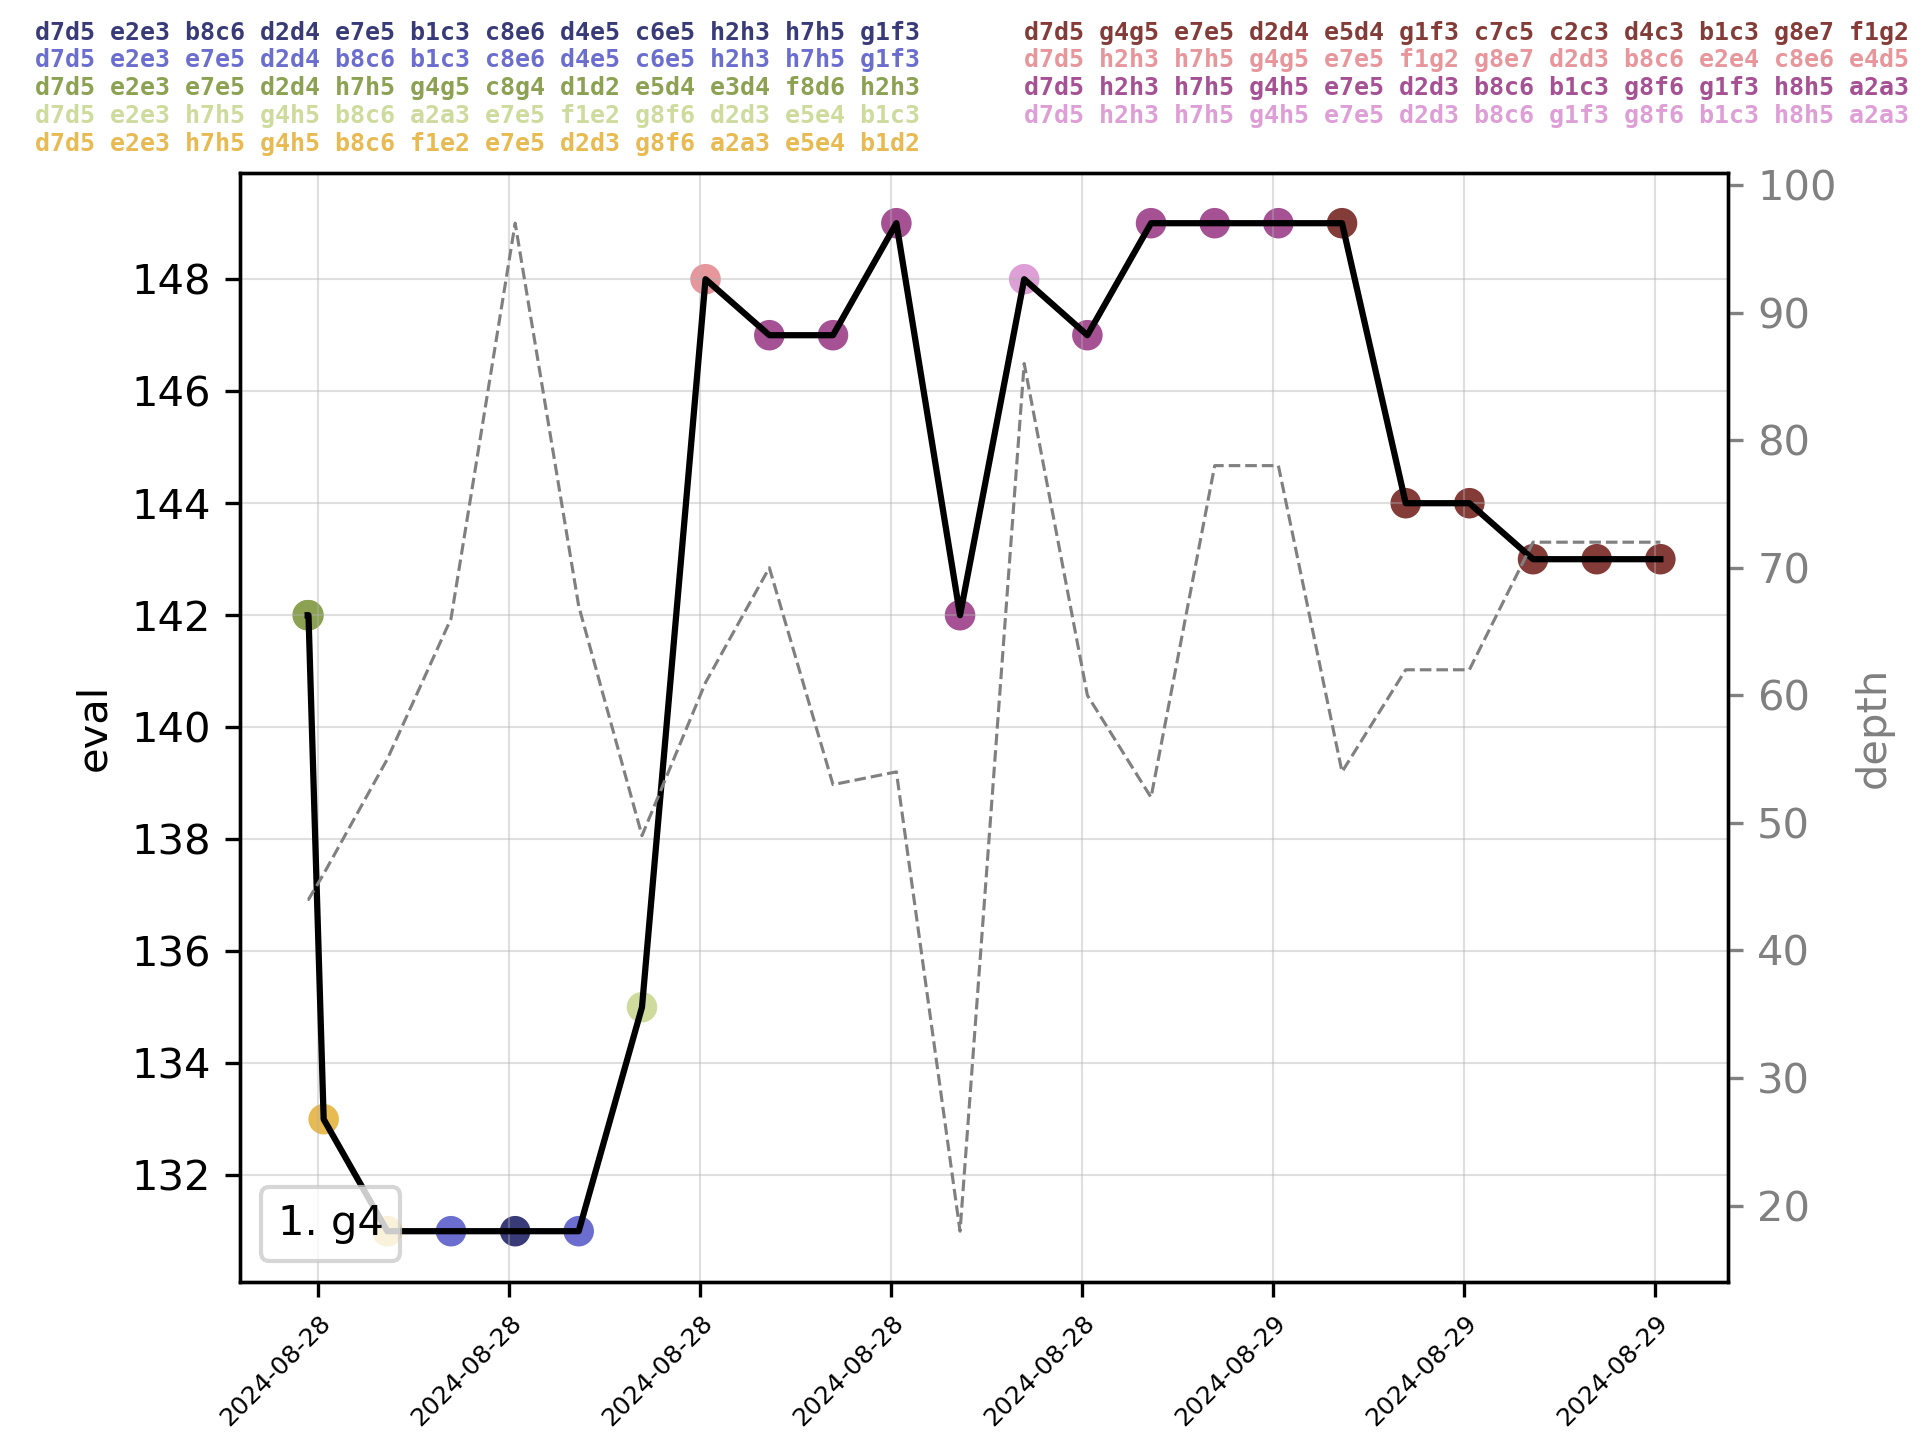 d7d5 e2e3 b8c6 d2d4 e7e5 b1c3 c8e6 d4e5 c6e5 h2h3 h7h5 g1f3
d7d5 e2e3 e7e5 d2d4 b8c6 b1c3 c8e6 d4e5 c6e5 h2h3 h7h5 g1f3
d7d5 e2e3 e7e5 d2d4 h7h5 g4g5 c8g4 d1d2 e5d4 e3d4 f8d6 h2h3
d7d5 e2e3 h7h5 g4h5 b8c6 a2a3 e7e5 f1e2 g8f6 d2d3 e5e4 b1c3
d7d5 e2e3 h7h5 g4h5 b8c6 f1e2 e7e5 d2d3 g8f6 a2a3 e5e4 b1d2
d7d5 g4g5 e7e5 d2d4 e5d4 g1f3 c7c5 c2c3 d4c3 b1c3 g8e7 f1g2
d7d5 h2h3 h7h5 g4g5 e7e5 f1g2 g8e7 d2d3 b8c6 e2e4 c8e6 e4d5
d7d5 h2h3 h7h5 g4h5 e7e5 d2d3 b8c6 b1c3 g8f6 g1f3 h8h5 a2a3
d7d5 h2h3 h7h5 g4h5 e7e5 d2d3 b8c6 g1f3 g8f6 b1c3 h8h5 a2a3
148
146
144
142
140
138
136
134
132
eval
100
90
80
70
60
50
40
30
20
depth
1. g4
2024-08-28
2024-08-28
2024-08-28
2024-08-28
2024-08-28
2024-08-29
2024-08-29
2024-08-29